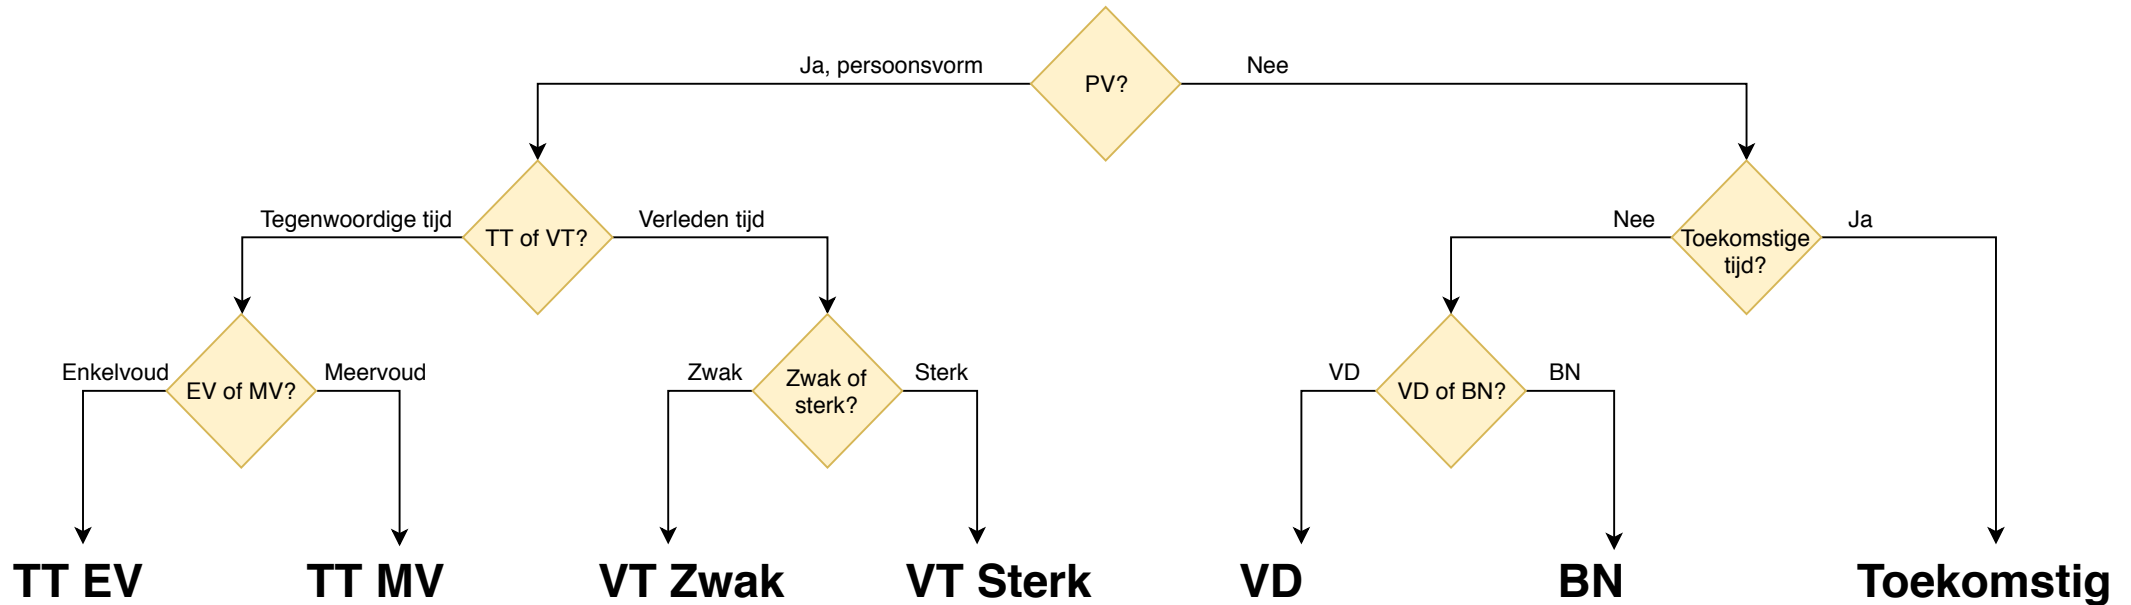 Ja, persoonsvorm
PV?
Nee
Tegenwoordige tijd
TT of VT?
Verleden tijd
Nee
Toekomstige
tijd?
Ja
Enkelvoud
EV of MV?
Meervoud
Zwak
Zwak of
sterk?
Sterk
VD
VD of BN?
BN
TT EV
TT MV
VT Zwak
VT Sterk
VD
BN
Toekomstig